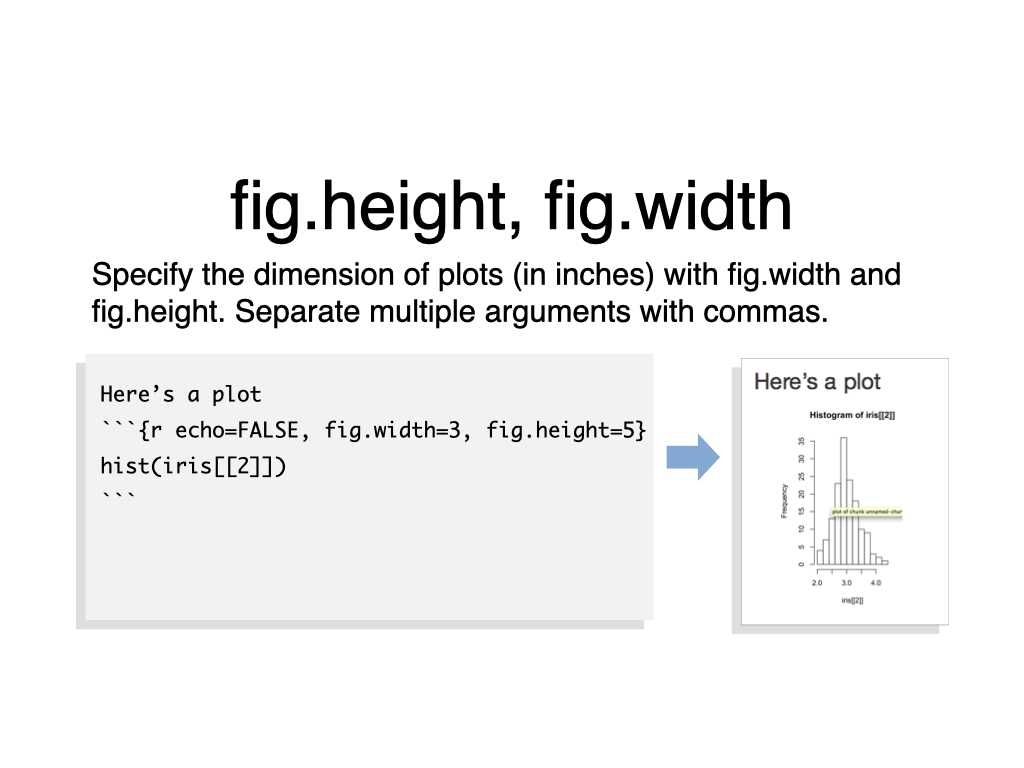 fig.height, fig.width
Specify the dimension of plots (in inches) with fig.width and
fig.height. Separate multiple arguments with commas.
Here’s a plot
```{r echo=FALSE, fig.width=3, fig.height=5}
hist(iris[[2]])
```
Here’s a plot
Histogram of iris[[2]]
Frequency
35
30
25
20
15
10
5
0
plot of chunk unnamed-chun
2.0 3.0 4.0
iris[[2]]